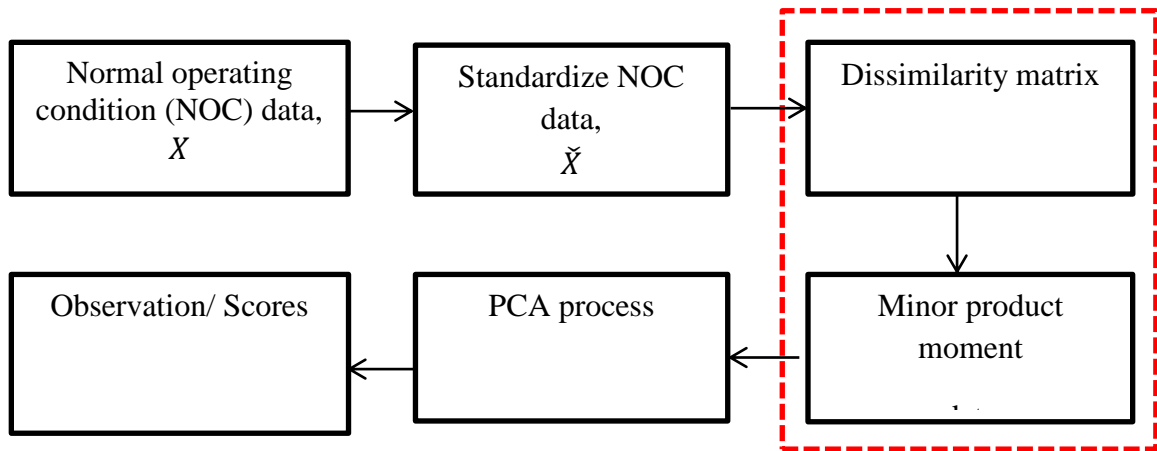 Normal operating
condition (NOC) data,
X
Standardize NOC
data,
X̌
Dissimilarity matrix
Observation/ Scores
PCA process
Minor product
moment